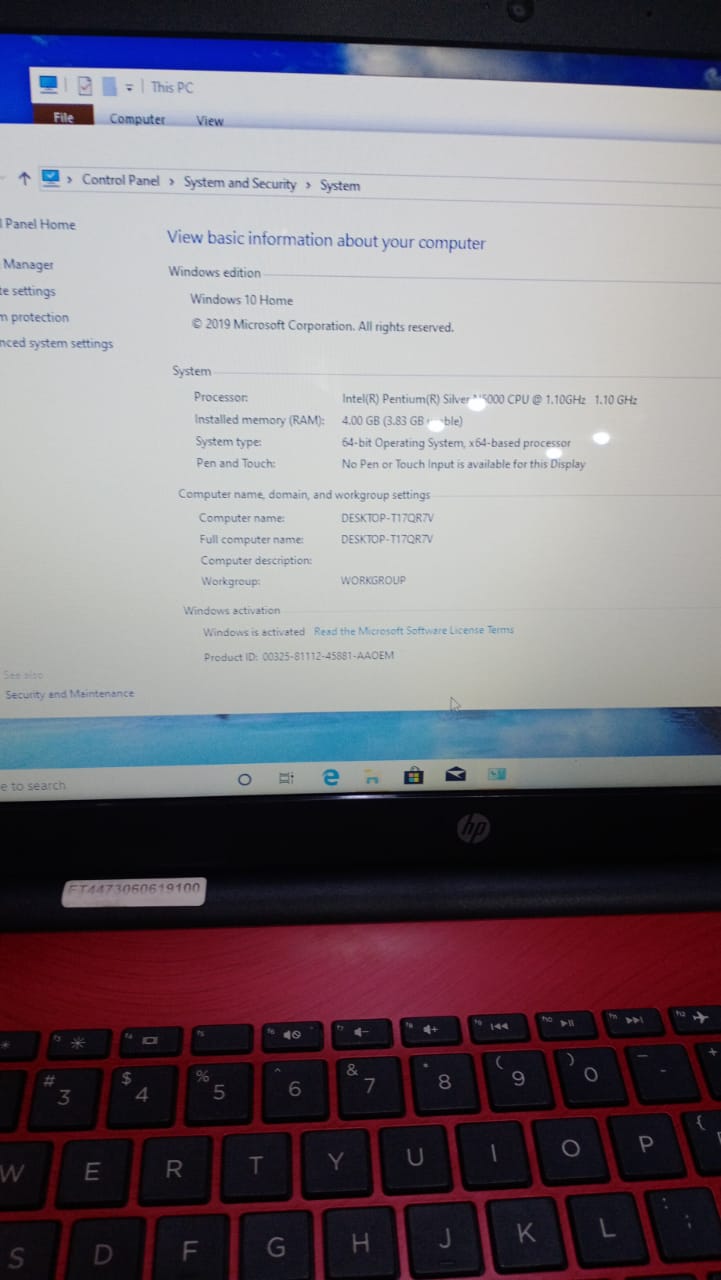 This PC
File Computer View
Control Panel › System and Security › System
Panel Home
Manager
te settings
m protection
nced system settings
View basic information about your computer
Windows edition
Windows 10 Home
© 2019 Microsoft Corporation. All rights reserved.
System
Processor: Intel(R) Pentium(R) Silver N5000 CPU @ 1.10GHz 1.10 GHz
Installed memory (RAM): 4.00 GB (3.83 GB usable)
System type: 64-bit Operating System, x64-based processor
Pen and Touch: No Pen or Touch Input is available for this Display
Computer name, domain, and workgroup settings
Computer name: DESKTOP-T17QR7V
Full computer name: DESKTOP-T17QR7V
Computer description:
Workgroup: WORKGROUP
Windows activation
Windows is activated Read the Microsoft Software License Terms
Product ID: 00325-81112-45881-AAOEM
See also
Security and Maintenance
e to search
hp
FT4473060619100
f3 f4 f5 f6 f7 f8 f9 f10 f11 f12
# 3 $ 4 % 5 ^ 6 & 7 * 8 ( 9 ) 0 _ - +
W E R T Y U I O P {
S D F G H J K L : ;